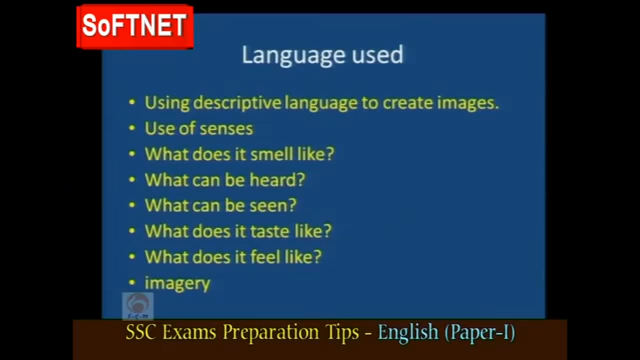 SoFTNET
Language used
• Using descriptive language to create images.
• Use of senses
• What does it smell like?
• What can be heard?
• What can be seen?
• What does it taste like?
• What does it feel like?
• imagery
SSC Exams Preparation Tips - English (Paper-I)